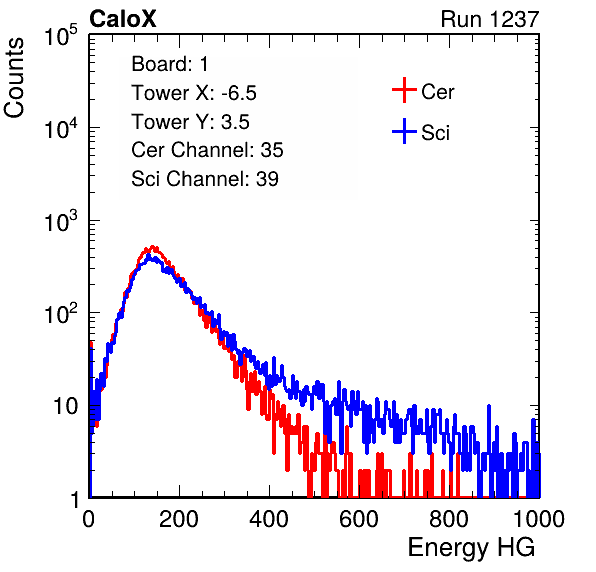 CaloX Run 1237
Counts
Board: 1
Tower X: -6.5
Tower Y: 3.5
Cer Channel: 35
Sci Channel: 39
Cer
Sci
10^5
10^4
10^3
10^2
10
1
0 200 400 600 800 1000
Energy HG